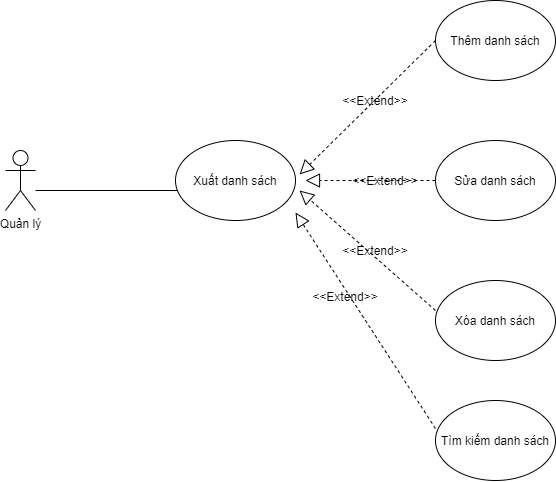 Thêm danh sách
<<Extend>>
Xuất danh sách
<<Extend>>
Sửa danh sách
Quản lý
<<Extend>>
<<Extend>>
Xóa danh sách
Tìm kiếm danh sách